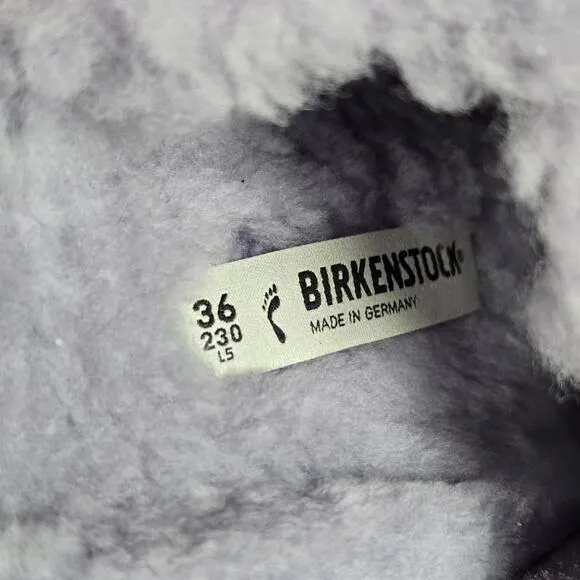 36
230
L5
BIRKENSTOCK®
MADE IN GERMANY